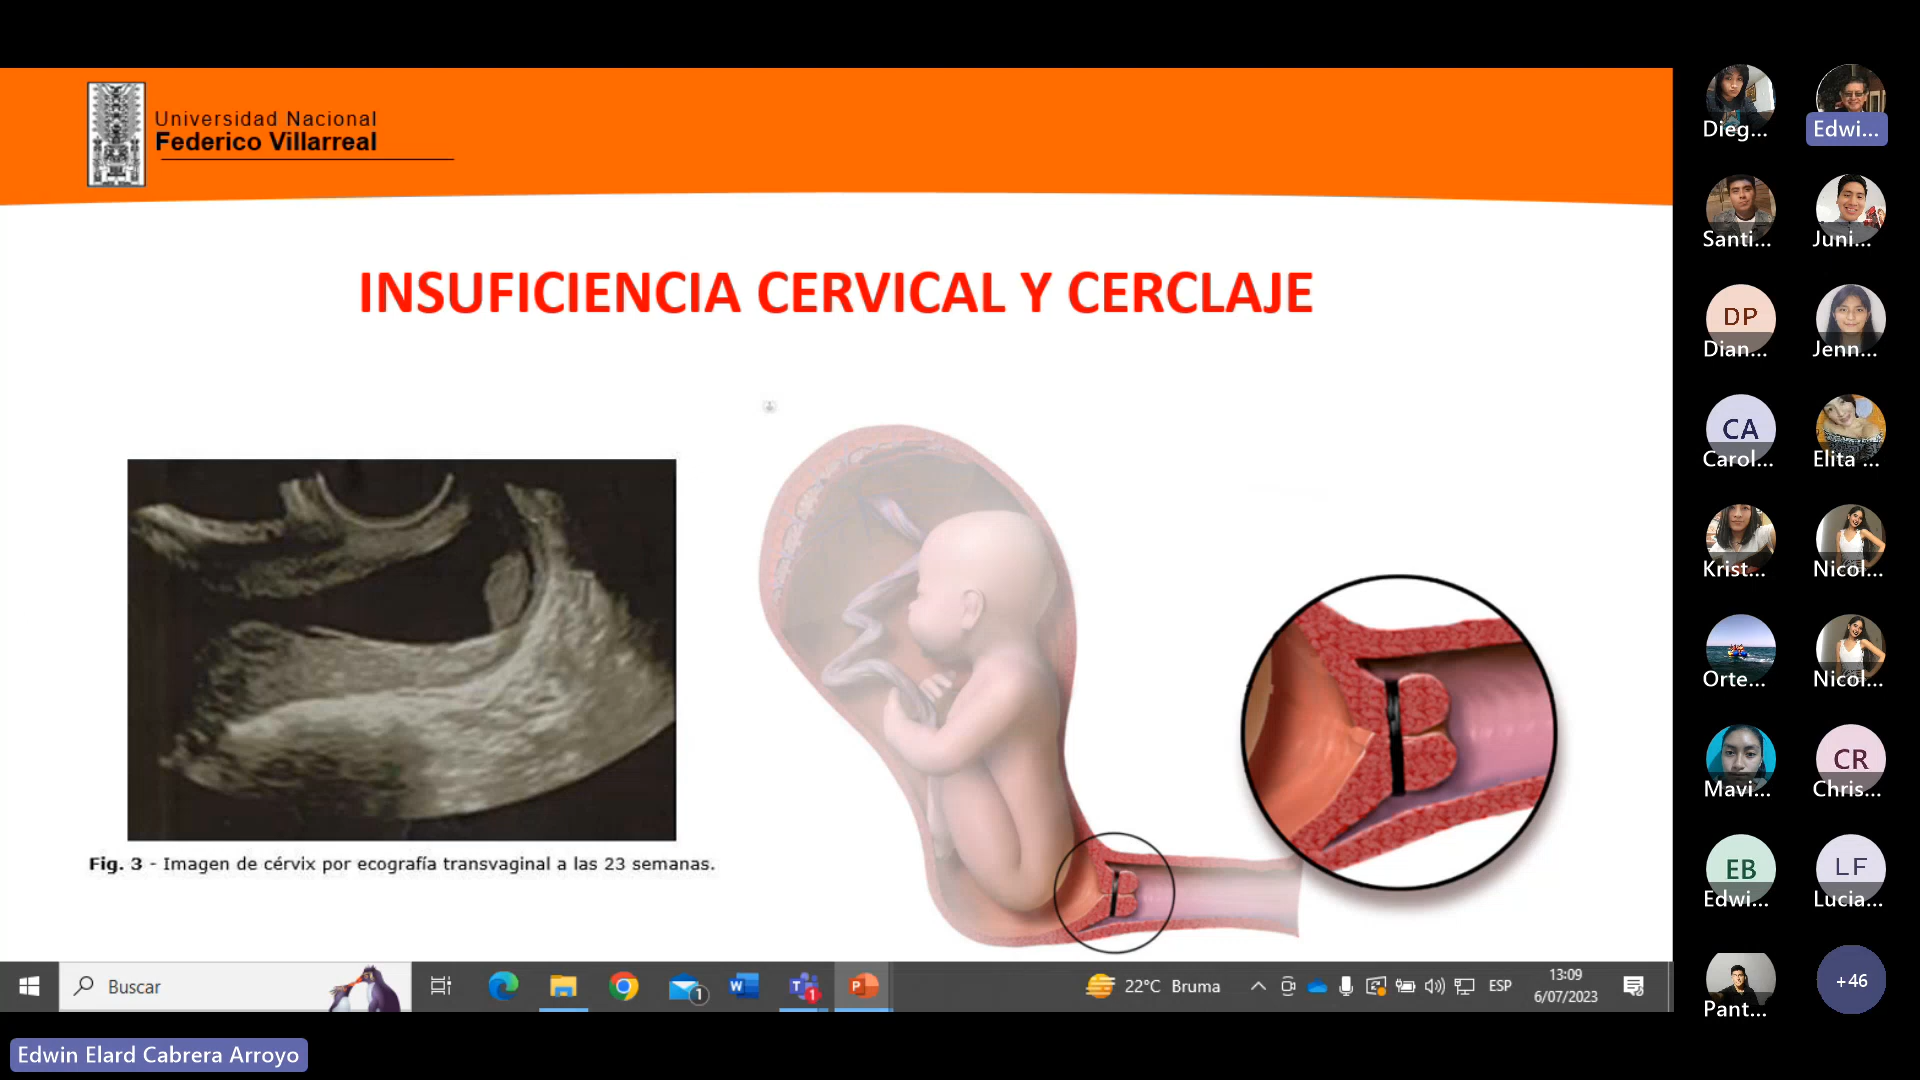 Universidad Nacional
Federico Villarreal
INSUFICIENCIA CERVICAL Y CERCLAJE
Fig. 3 - Imagen de cérvix por ecografía transvaginal a las 23 semanas.
Dieg...
Edwi...
Santi...
Juni...
DP
Dian...
Jenn...
CA
Carol...
Elita ...
Krist...
Nicol...
Orte...
Nicol...
Mavi...
CR
Chris...
EB
Edwi...
LF
Lucia...
Pant...
+46
Buscar
1
W
T
1
P
22°C Bruma
ESP
13:09
6/07/2023
Edwin Elard Cabrera Arroyo